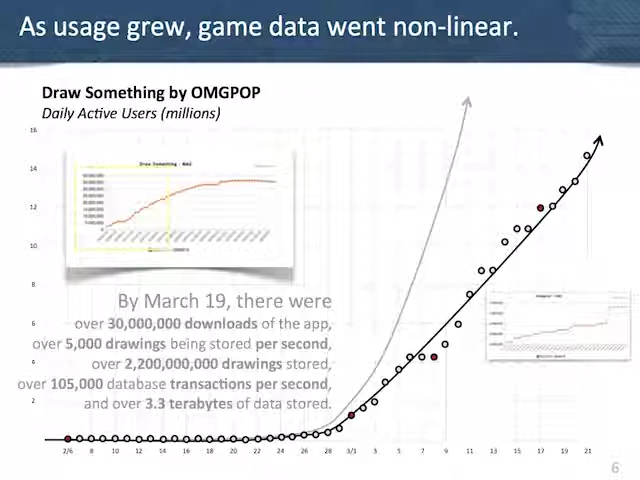 As usage grew, game data went non-linear.
Draw Something by OMGPOP
Daily Active Users (millions)
16
14
12
10
8
6
4
2
Draw Something - MAU
By March 19, there were
over 30,000,000 downloads of the app,
over 5,000 drawings being stored per second,
over 2,200,000,000 drawings stored,
over 105,000 database transactions per second,
and over 3.3 terabytes of data stored.
2/6 8 10 12 14 16 18 20 22 24 26 28 3/1 3 5 7 9 11 13 15 17 19 21
6